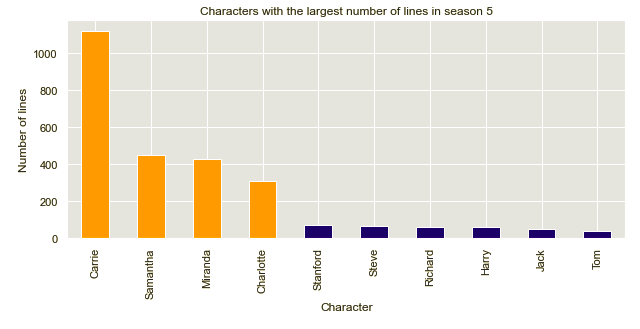 Characters with the largest number of lines in season 5
Number of lines
1000
800
600
400
200
0
Carrie
Samantha
Miranda
Charlotte
Stanford
Steve
Richard
Harry
Jack
Tom
Character